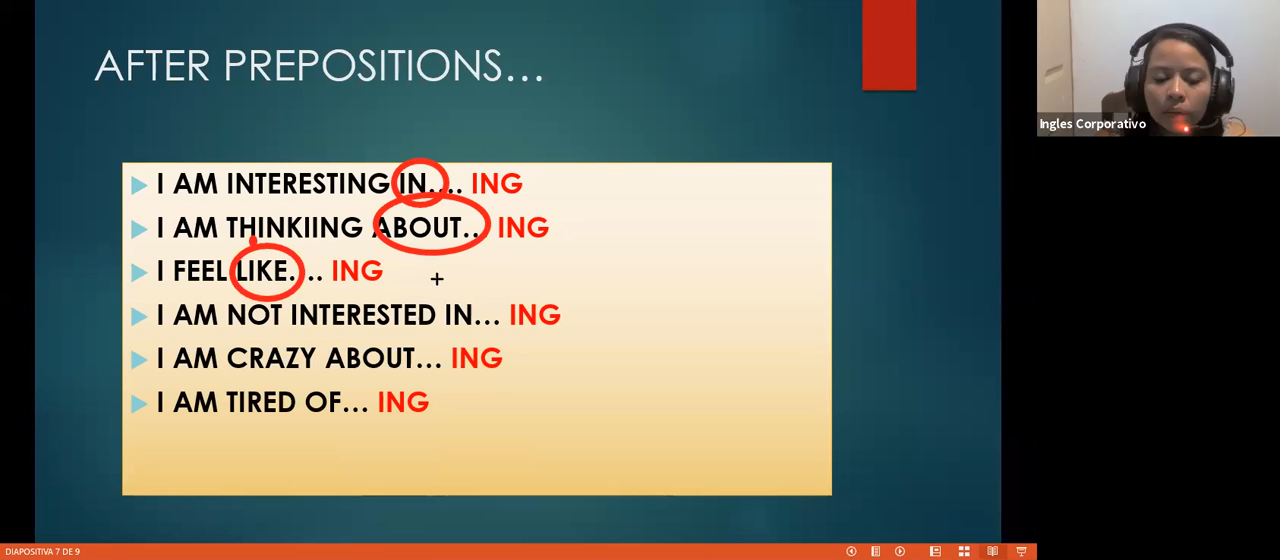 AFTER PREPOSITIONS…
I AM INTERESTING IN…. ING
I AM THINKIING ABOUT… ING
I FEEL LIKE…. ING
I AM NOT INTERESTED IN… ING
I AM CRAZY ABOUT… ING
I AM TIRED OF… ING
Ingles Corporativo
DIAPOSITIVA 7 DE 9